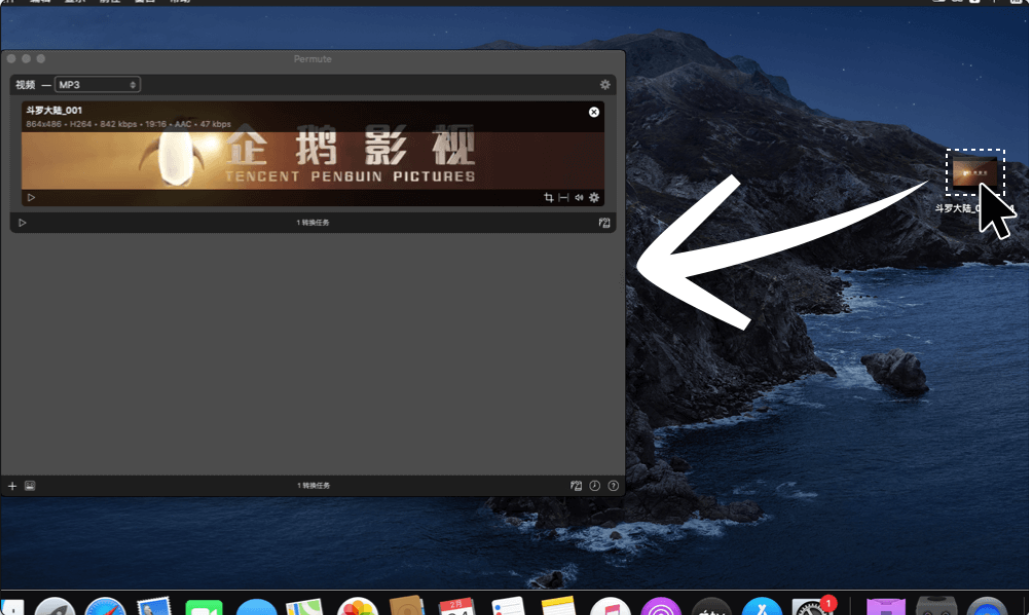 Permute
视频 — MP3
斗罗大陆_001
864x486 • H264 • 842 kbps • 19:16 • AAC • 47 kbps
企鹅影视
TENCENT PENGUIN PICTURES
斗罗大陆_0
1 转换任务
1 转换任务
2月
1